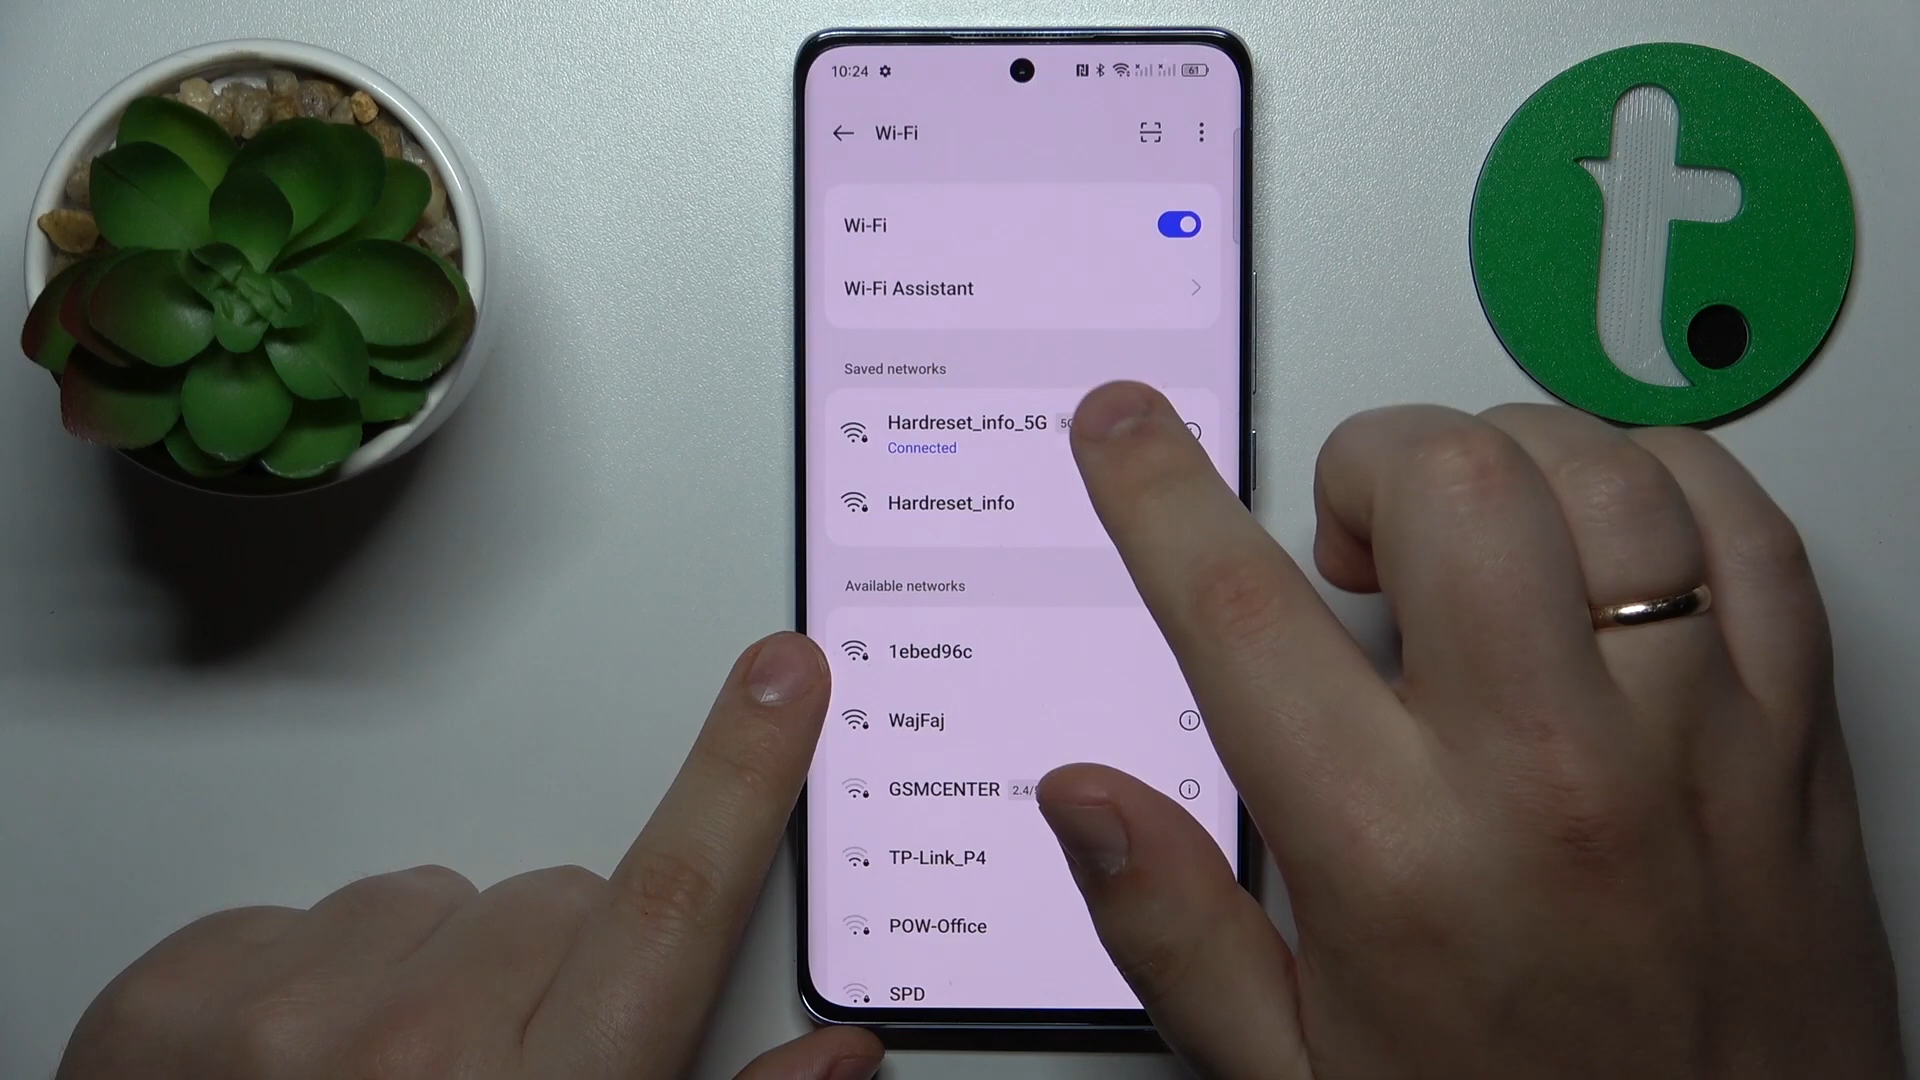 10:24 61
Wi-Fi
Wi-Fi
Wi-Fi Assistant
Saved networks
Hardreset_info_5G
Connected
Hardreset_info
Available networks
1ebed96c
WajFaj
GSMCENTER 2.4/
TP-Link_P4
POW-Office
SPD
t.